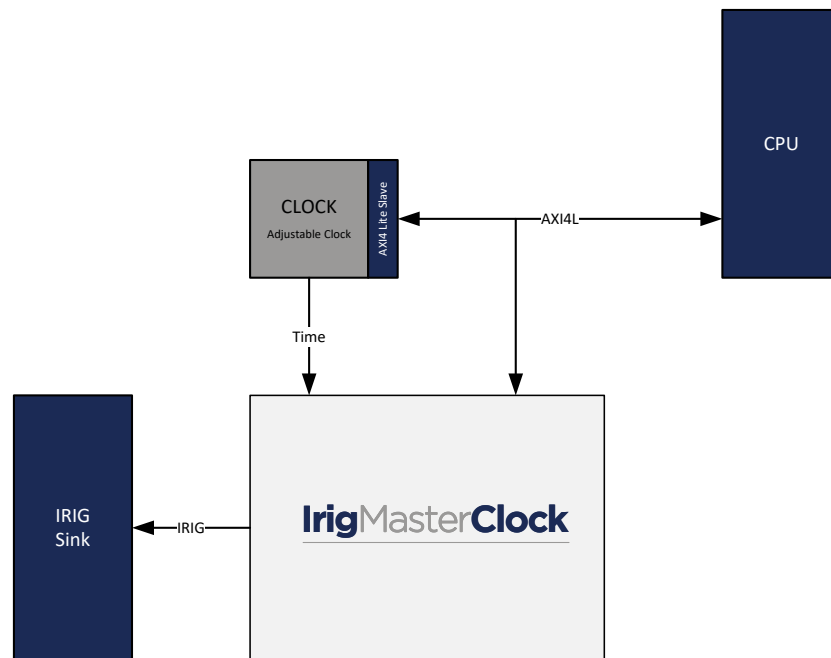 CPU
CLOCK
Adjustable Clock
AXI4 Lite Slave
AXI4L
Time
IrigMasterClock
IRIG
Sink
IRIG